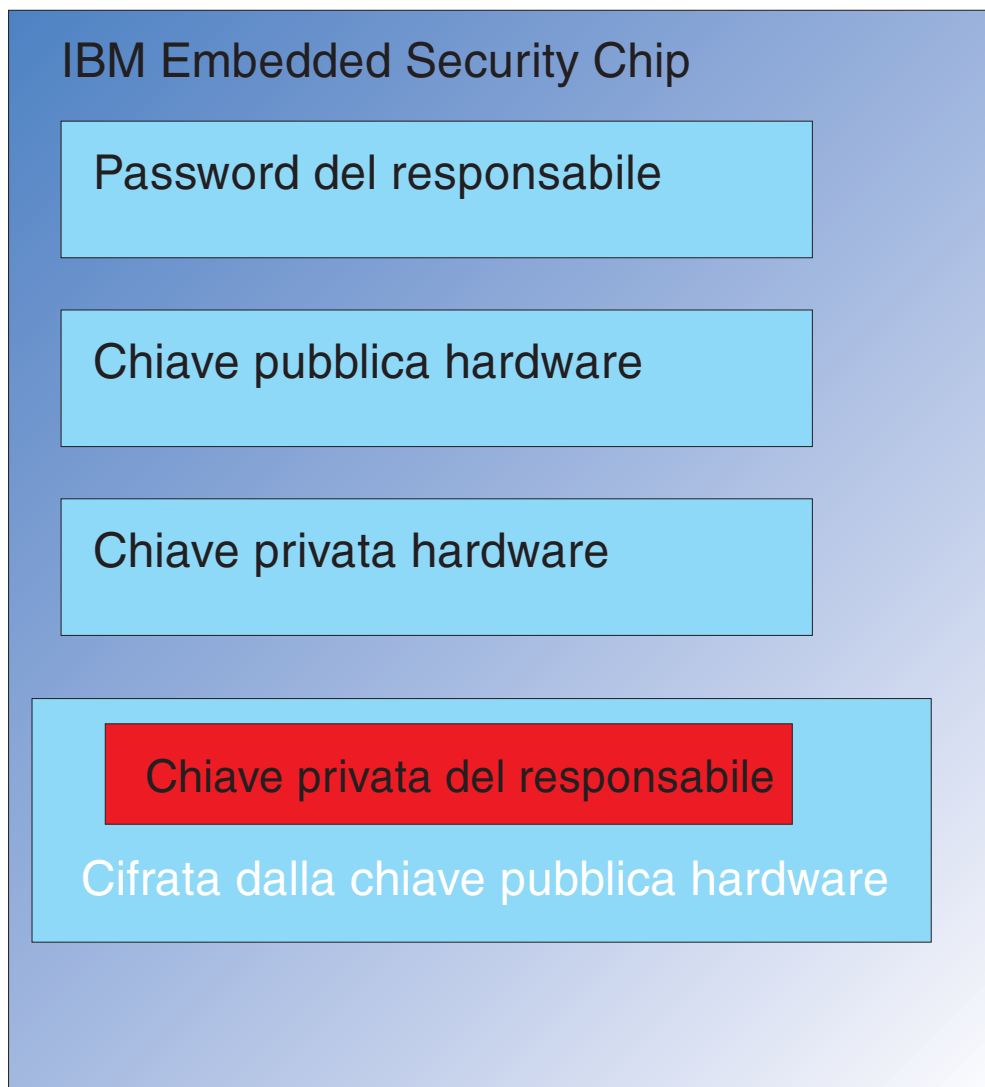 IBM Embedded Security Chip
Password del responsabile
Chiave pubblica hardware
Chiave privata hardware
Chiave privata del responsabile
Cifrata dalla chiave pubblica hardware